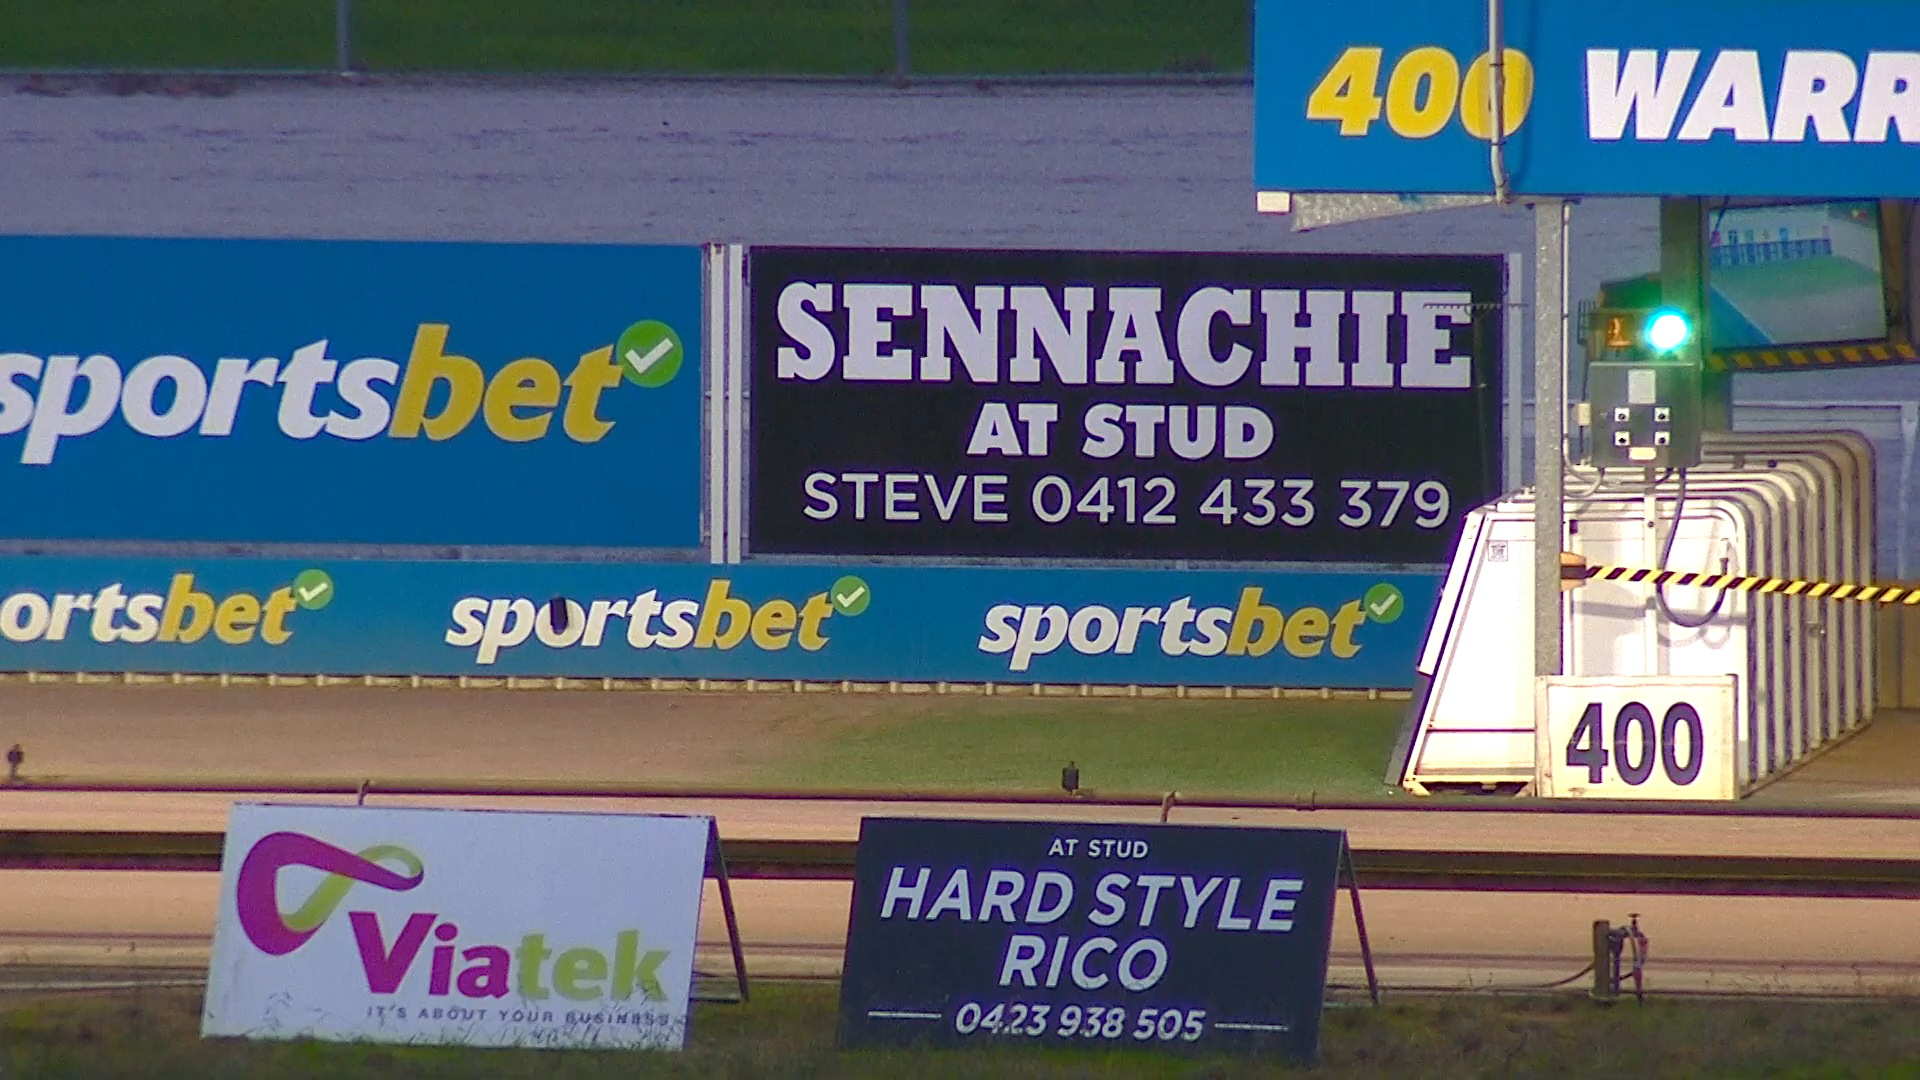 400 WARR
sportsbet
SENNACHIE
AT STUD
STEVE 0412 433 379
ortsbet
sportsbet
sportsbet
400
Viatek
IT'S ABOUT YOUR BUSINESS
AT STUD
HARD STYLE
RICO
0423 938 505